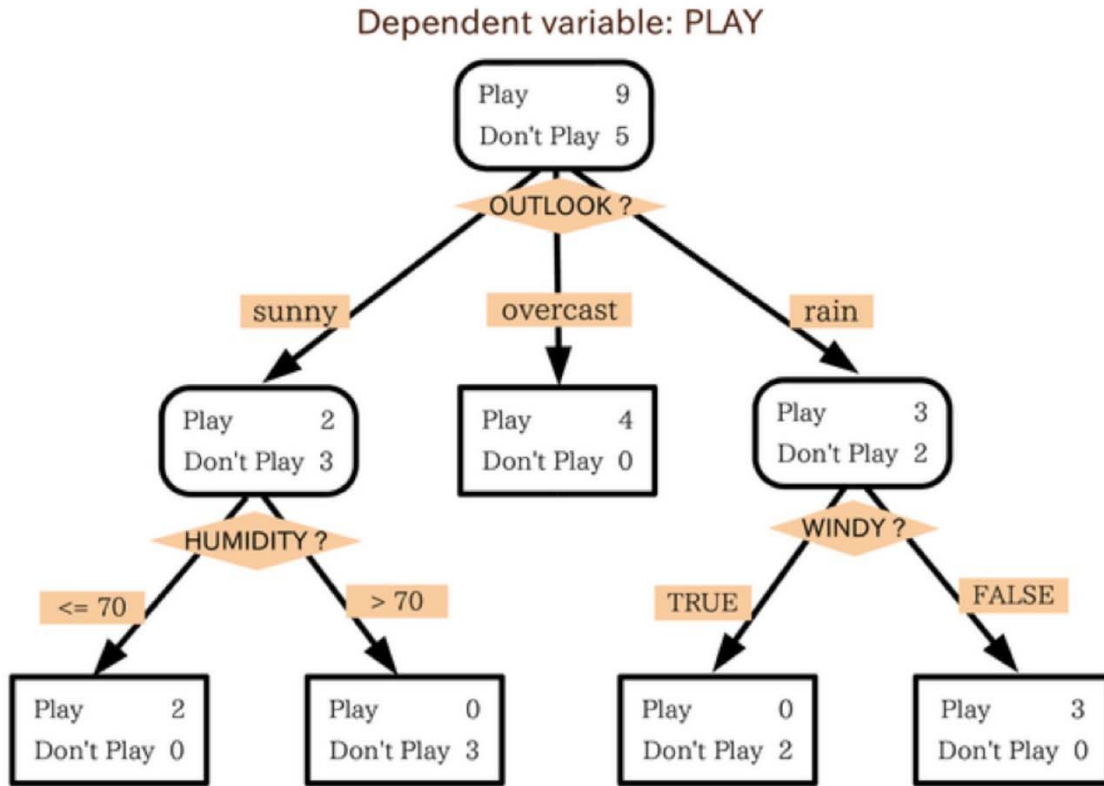 Dependent variable: PLAY
Play 9
Don't Play 5
OUTLOOK ?
sunny
overcast
rain
Play 2
Don't Play 3
Play 4
Don't Play 0
Play 3
Don't Play 2
HUMIDITY ?
WINDY ?
<= 70
> 70
TRUE
FALSE
Play 2
Don't Play 0
Play 0
Don't Play 3
Play 0
Don't Play 2
Play 3
Don't Play 0